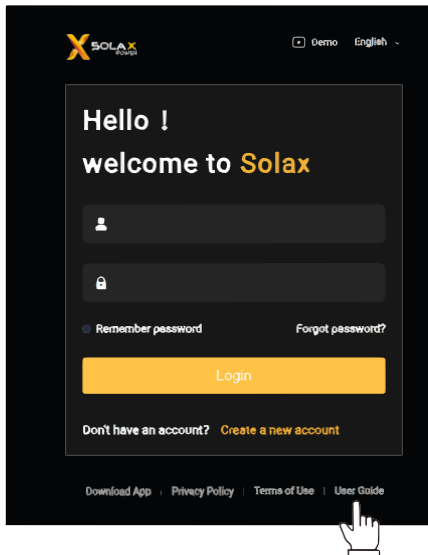 SOLAX
POWER
Demo English
Hello !
welcome to Solax
Remember password Forgot password?
Login
Don't have an account? Create a new account
Download App | Privacy Policy | Terms of Use | User Guide